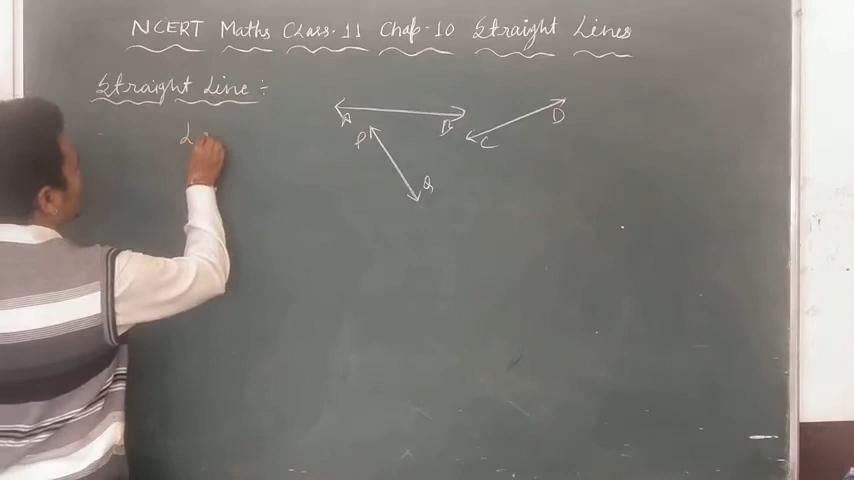 NCERT Maths Class. 11 Chap - 10 Straight Lines
Straight Line ÷
A B
C D
P
Q
L